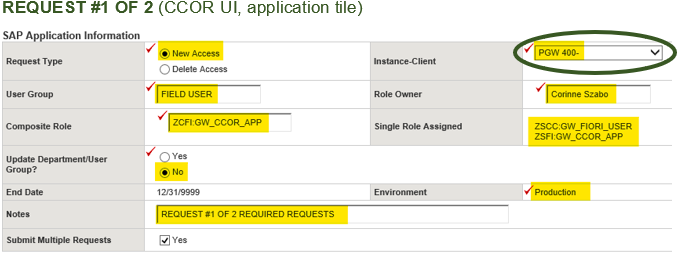 REQUEST #1 OF 2 (CCOR UI, application tile)
SAP Application Information
Request Type
New Access
Delete Access
Instance-Client
PGW 400-
User Group
FIELD USER
Role Owner
Corinne Szabo
Composite Role
ZCFI:GW_CCOR_APP
Single Role Assigned
ZSCC:GW_FIORI_USER
ZSFI:GW_CCOR_APP
Update Department/User
Group?
Yes
No
End Date
12/31/9999
Environment
Production
Notes
REQUEST #1 OF 2 REQUIRED REQUESTS
Submit Multiple Requests
Yes